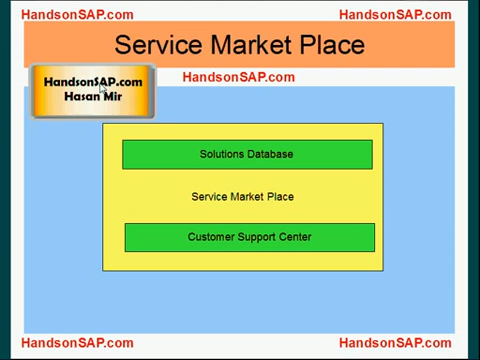 HandsonSAP.com HandsonSAP.com
Service Market Place
HandsonSAP.com
HandsonSAP.com
Hasan Mir
Solutions Database
Service Market Place
Customer Support Center
HandsonSAP.com HandsonSAP.com